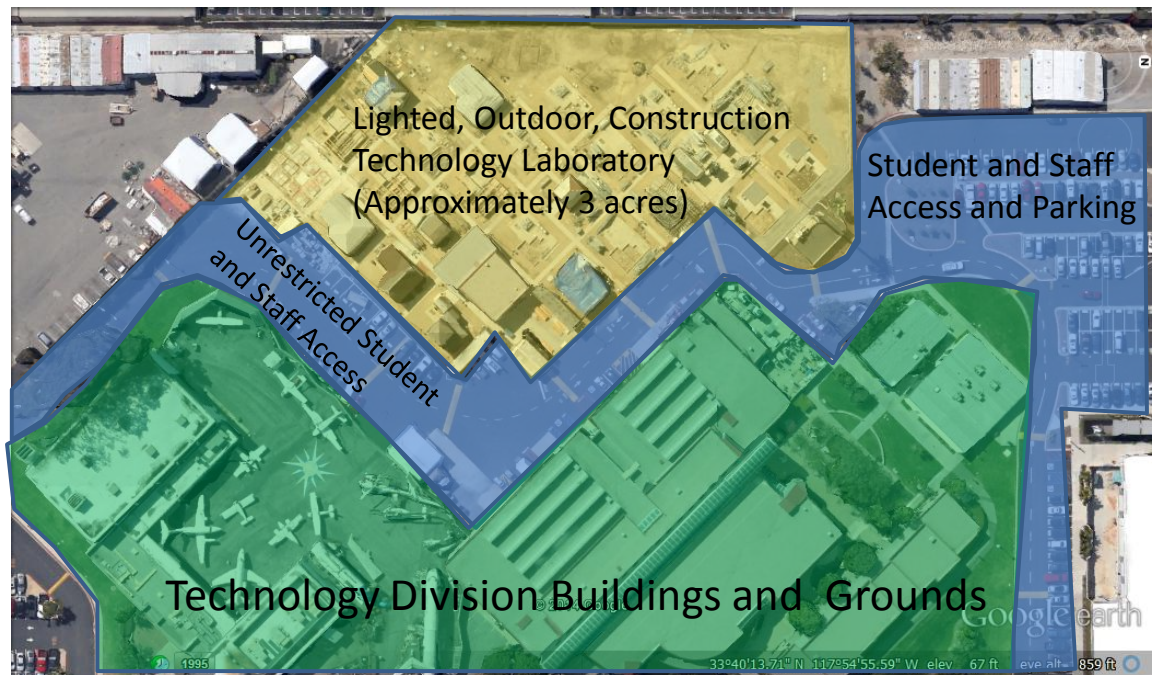 Lighted, Outdoor, Construction
Technology Laboratory
(Approximately 3 acres)
Student and Staff
Access and Parking
Unrestricted Student
and Staff Access
Technology Division Buildings and Grounds
Google earth
1995
33°40'13.71" N 117°54'55.59" W elev 67 ft eye alt 859 ft
N